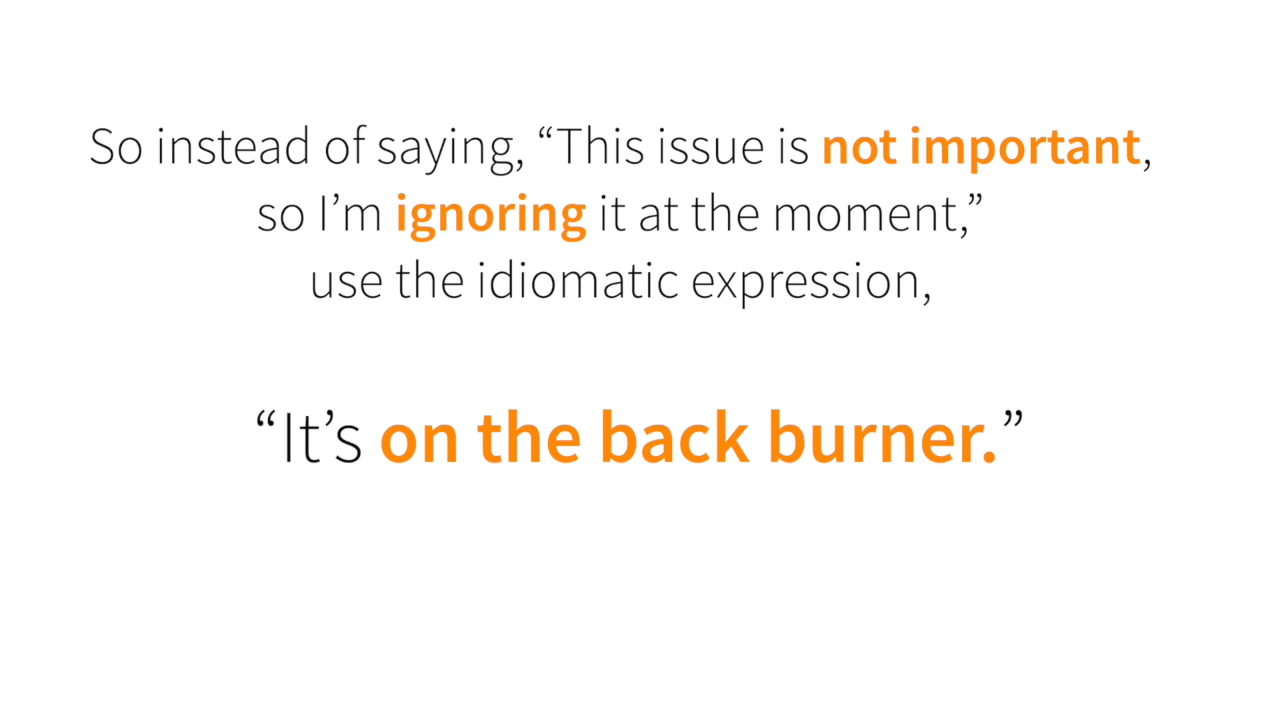 So instead of saying, “This issue is not important,
so I’m ignoring it at the moment,”
use the idiomatic expression,
“It’s on the back burner.”